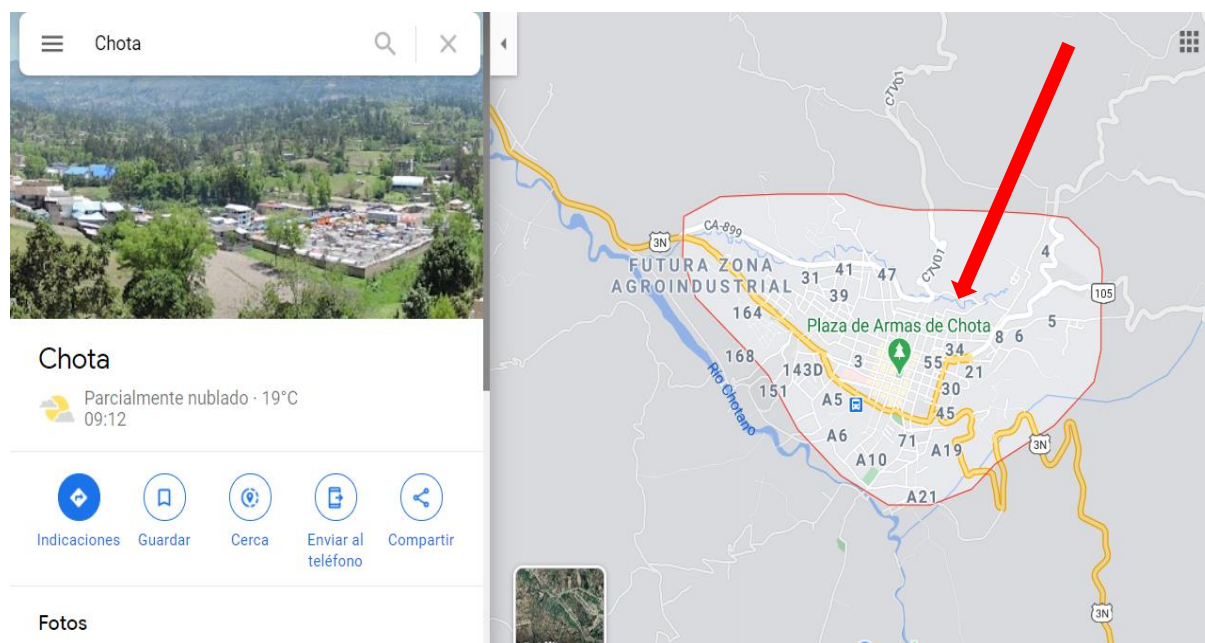 Chota
Chota
Parcialmente nublado · 19°C
09:12
Indicaciones
Guardar
Cerca
Enviar al
teléfono
Compartir
Fotos
CTV01
3N
CA-899
FUTURA ZONA
AGROINDUSTRIAL
31
41
47
39
CTV01
4
105
164
Plaza de Armas de Chota
5
8
6
168
143D
3
55
34
21
151
30
Río Chotano
A5
45
A6
71
A19
3N
A10
A21
3N